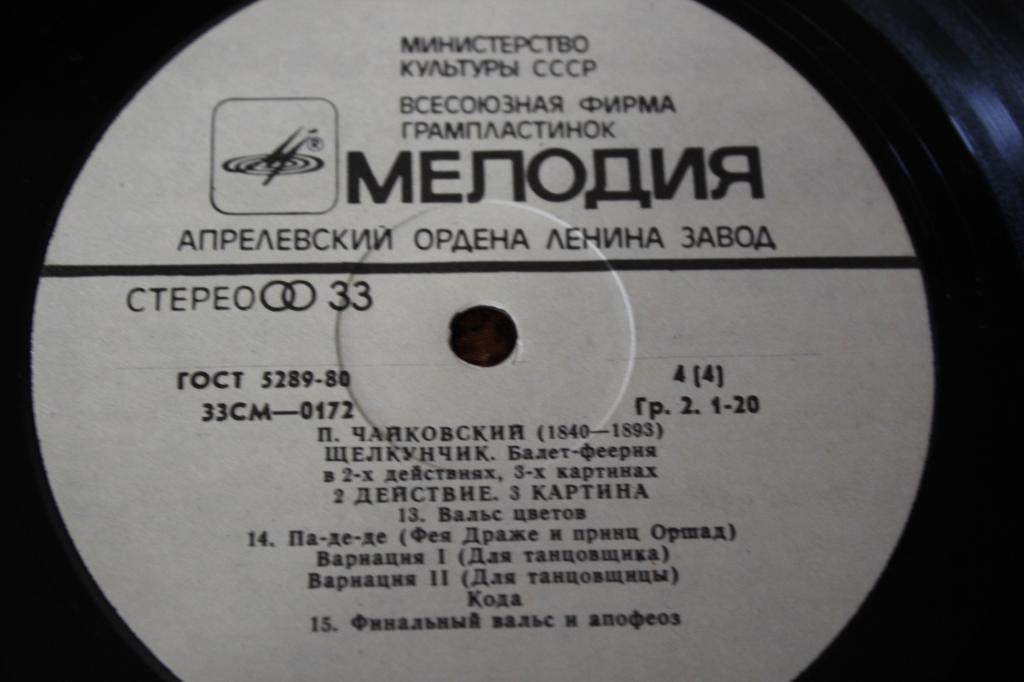 МИНИСТЕРСТВО
КУЛЬТУРЫ СССР
ВСЕСОЮЗНАЯ ФИРМА
ГРАМПЛАСТИНОК
®
МЕЛОДИЯ
АПРЕЛЕВСКИЙ ОРДЕНА ЛЕНИНА ЗАВОД
СТЕРЕО 33
ГОСТ 5289-80 4 (4)
33СМ—0172 Гр. 2. 1-20
П. ЧАЙКОВСКИЙ (1840—1893)
ЩЕЛКУНЧИК. Балет-феерия
в 2-х действиях, 3-х картинах
2 ДЕЙСТВИЕ. 3 КАРТИНА
13. Вальс цветов
14. Па-де-де (Фея Драже и принц Оршад)
Вариация I (Для танцовщика)
Вариация II (Для танцовщицы)
Кода
15. Финальный вальс и апофеоз